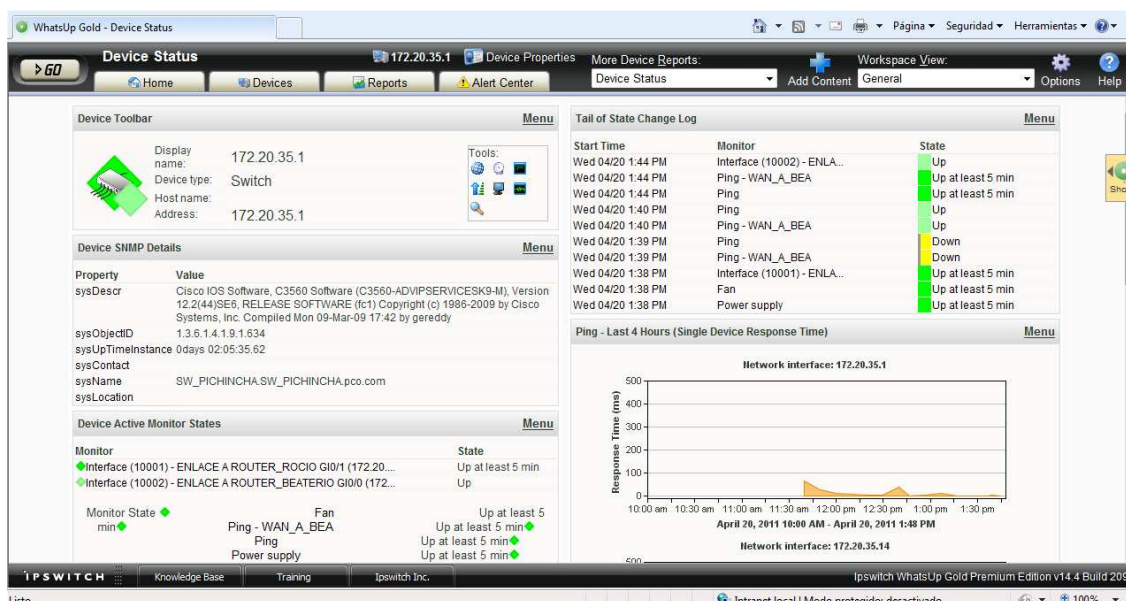 WhatsUp Gold - Device Status
Página Seguridad Herramientas
GO
Device Status
172.20.35.1 Device Properties
More Device Reports:
Device Status
Add Content
Workspace View:
General
Options
Help
Home
Devices
Reports
Alert Center
Device Toolbar Menu
Display name: 172.20.35.1
Device type: Switch
Host name:
Address: 172.20.35.1
Tools:
Device SNMP Details Menu
Property Value
sysDescr Cisco IOS Software, C3560 Software (C3560-ADVIPSERVICESK9-M), Version
12.2(44)SE6, RELEASE SOFTWARE (fc1) Copyright (c) 1986-2009 by Cisco
Systems, Inc. Compiled Mon 09-Mar-09 17:42 by gereddy
sysObjectID 1.3.6.1.4.1.9.1.634
sysUpTimeInstance 0days 02:05:35.62
sysContact
sysName SW_PICHINCHA.SW_PICHINCHA.pco.com
sysLocation
Device Active Monitor States Menu
Monitor State
Interface (10001) - ENLACE A ROUTER_ROCIO GI0/1 (172.20.... Up at least 5 min
Interface (10002) - ENLACE A ROUTER_BEATERIO GI0/0 (172... Up
Monitor State Fan Up at least 5
min Ping - WAN_A_BEA Up at least 5 min
Ping Up at least 5 min
Power supply Up at least 5 min
Tail of State Change Log Menu
Start Time Monitor State
Wed 04/20 1:44 PM Interface (10002) - ENLA... Up
Wed 04/20 1:44 PM Ping - WAN_A_BEA Up at least 5 min
Wed 04/20 1:44 PM Ping Up at least 5 min
Wed 04/20 1:40 PM Ping Up
Wed 04/20 1:40 PM Ping - WAN_A_BEA Up
Wed 04/20 1:39 PM Ping Down
Wed 04/20 1:39 PM Ping - WAN_A_BEA Down
Wed 04/20 1:38 PM Interface (10001) - ENLA... Up at least 5 min
Wed 04/20 1:38 PM Fan Up at least 5 min
Wed 04/20 1:38 PM Power supply Up at least 5 min
Sho
Ping - Last 4 Hours (Single Device Response Time) Menu
Network interface: 172.20.35.1
Response Time (ms)
500
400
300
200
100
0
10:00 am 10:30 am 11:00 am 11:30 am 12:00 pm 12:30 pm 1:00 pm 1:30 pm
April 20, 2011 10:00 AM - April 20, 2011 1:48 PM
Network interface: 172.20.35.14
500
IPSWITCH
Knowledge Base
Training
Ipswitch Inc.
Ipswitch WhatsUp Gold Premium Edition v14.4 Build 209
Listo
Intranet local | Modo protegido: desactivado
100%